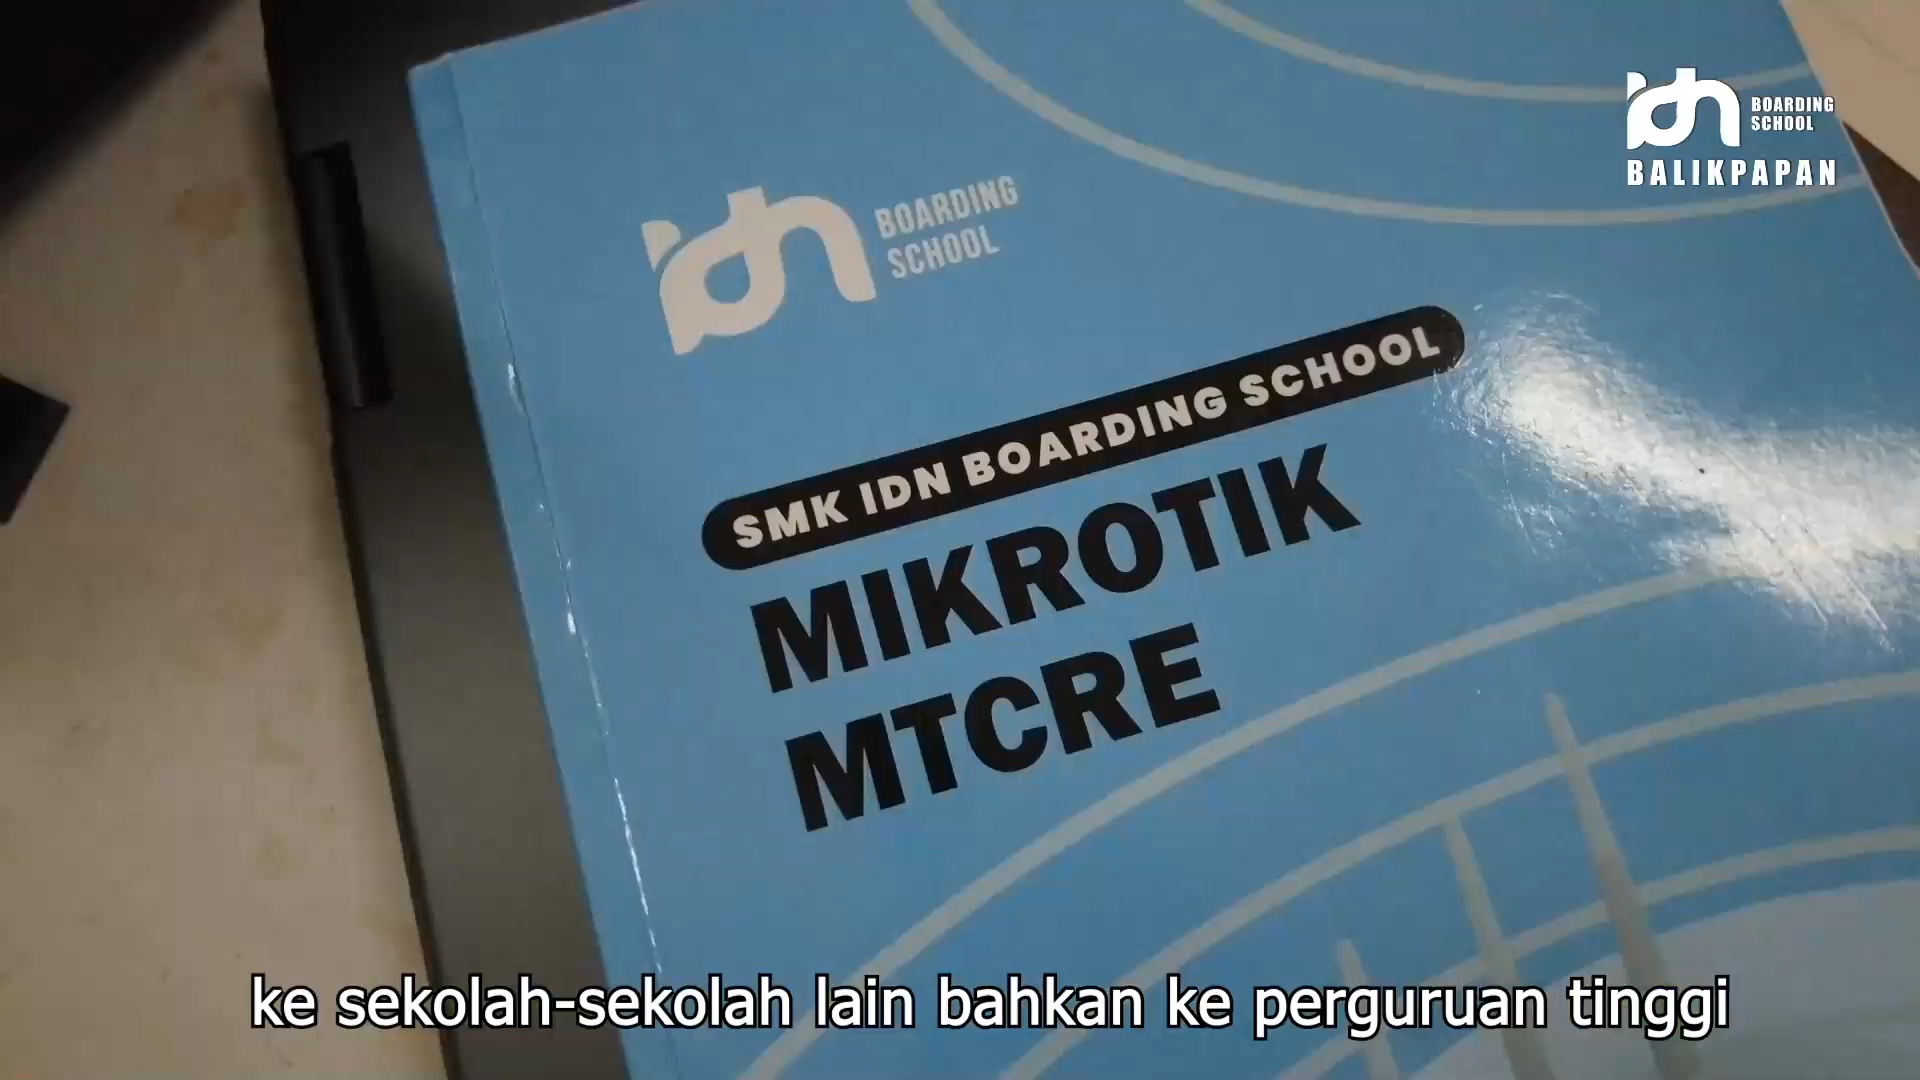 idn BOARDING
SCHOOL
BALIKPAPAN
idn BOARDING
SCHOOL
SMK IDN BOARDING SCHOOL
MIKROTIK
MTCRE
ke sekolah-sekolah lain bahkan ke perguruan tinggi